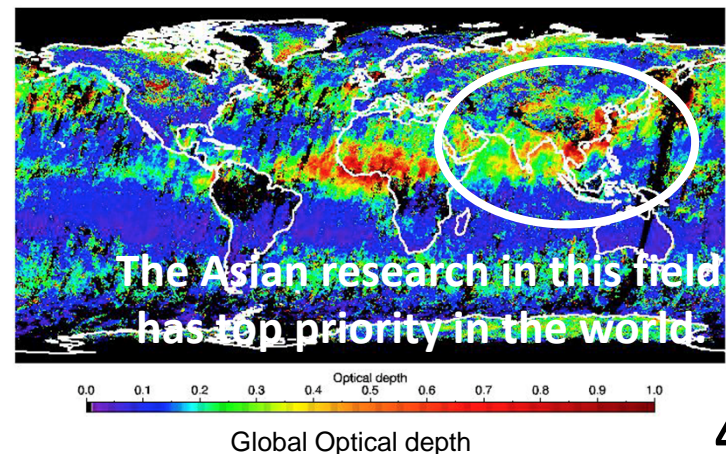 The Asian research in this field
has top priority in the world.
Optical depth
0.0 0.1 0.2 0.3 0.4 0.5 0.6 0.7 0.8 0.9 1.0
Global Optical depth
4